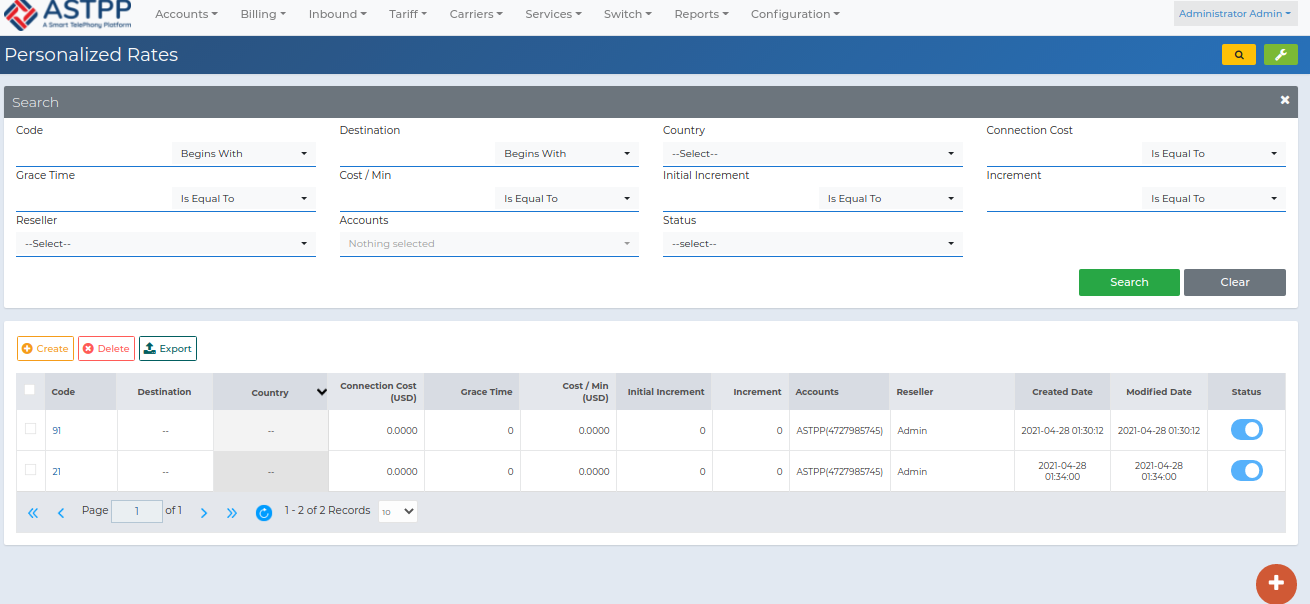 ASTPP
A Smart TelePhony Platform
Accounts Billing Inbound Tariff Carriers Services Switch Reports Configuration
Administrator Admin
Personalized Rates
Search
Code Destination Country Connection Cost
Begins With Begins With --Select-- Is Equal To
Grace Time Cost / Min Initial Increment Increment
Is Equal To Is Equal To Is Equal To Is Equal To
Reseller Accounts Status
--Select-- Nothing selected --select--
Search Clear
Create Delete Export
Code Destination Country Connection Cost (USD) Grace Time Cost / Min (USD) Initial Increment Increment Accounts Reseller Created Date Modified Date Status
91 -- -- 0.0000 0 0.0000 0 0 ASTPP(4727985745) Admin 2021-04-28 01:30:12 2021-04-28 01:30:12
21 -- -- 0.0000 0 0.0000 0 0 ASTPP(4727985745) Admin 2021-04-28 01:34:00 2021-04-28 01:34:00
« ‹ Page 1 of 1 › » 1 - 2 of 2 Records 10